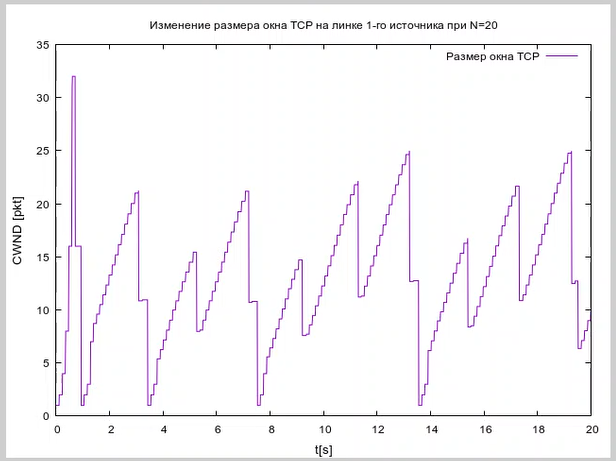 Изменение размера окна TCP на линке 1-го источника при N=20
Размер окна TCP
35
30
25
20
15
10
5
0
CWND [pkt]
0 2 4 6 8 10 12 14 16 18 20
t[s]